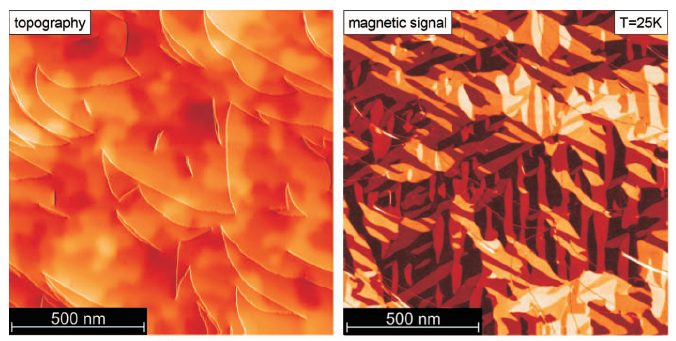 topography
magnetic signal
T=25K
500 nm
500 nm